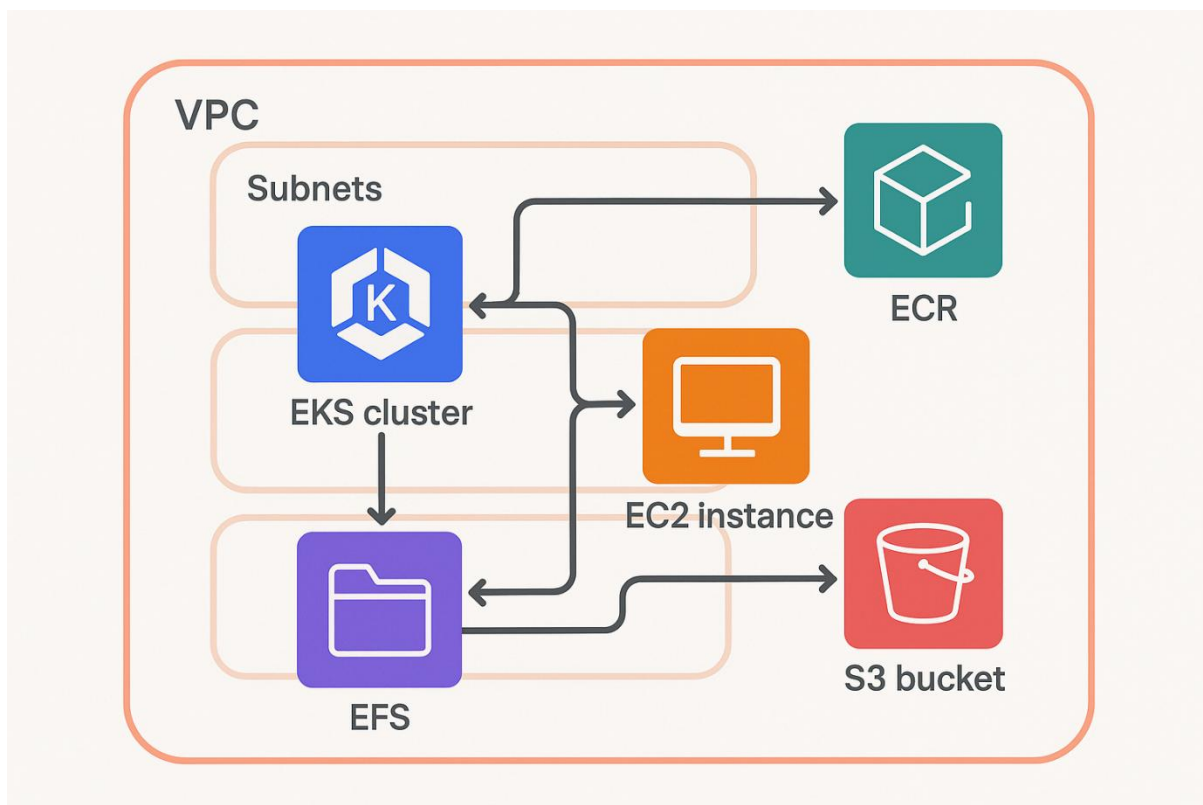 VPC
Subnets
K
EKS cluster
ECR
EC2 instance
EFS
S3 bucket